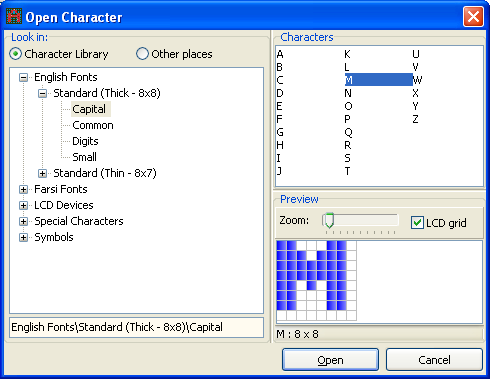 Open Character
Look in:
Character Library
Other places
English Fonts
Standard (Thick - 8x8)
Capital
Common
Digits
Small
Standard (Thin - 8x7)
Farsi Fonts
LCD Devices
Special Characters
Symbols
English Fonts\Standard (Thick - 8x8)\Capital
Characters
A K U
B L V
C M W
D N X
E O Y
F P Z
G Q
H R
I S
J T
Preview
Zoom:
LCD grid
M : 8 x 8
Open
Cancel